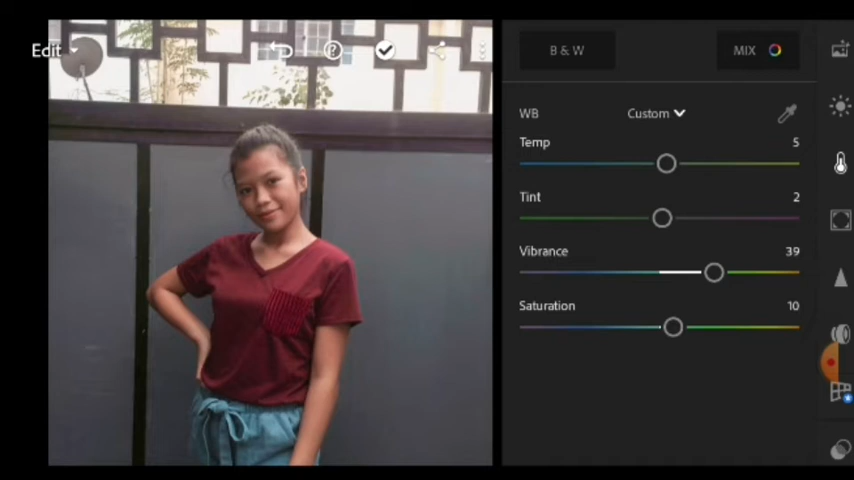 Edit
B & W
MIX
WB Custom
Temp 5
Tint 2
Vibrance 39
Saturation 10